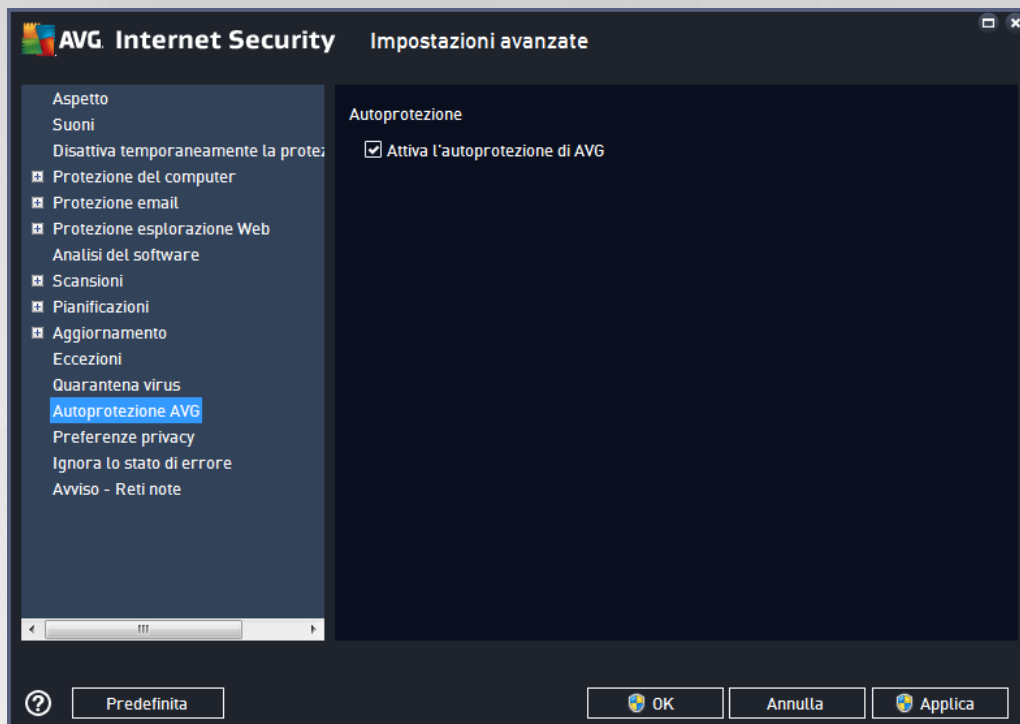 AVG. Internet Security Impostazioni avanzate
Aspetto
Suoni
Disattiva temporaneamente la
Protezione del computer
Protezione email
Protezione esplorazione Web
Analisi del software
Scansioni
Pianificazioni
Aggiornamento
Eccezioni
Quarantena virus
Autoprotezione AVG
Preferenze privacy
Ignora lo stato di errore
Avviso - Reti note
Autoprotezione
Attiva l'autoprotezione di AVG
? Predefinita OK Annulla Applica